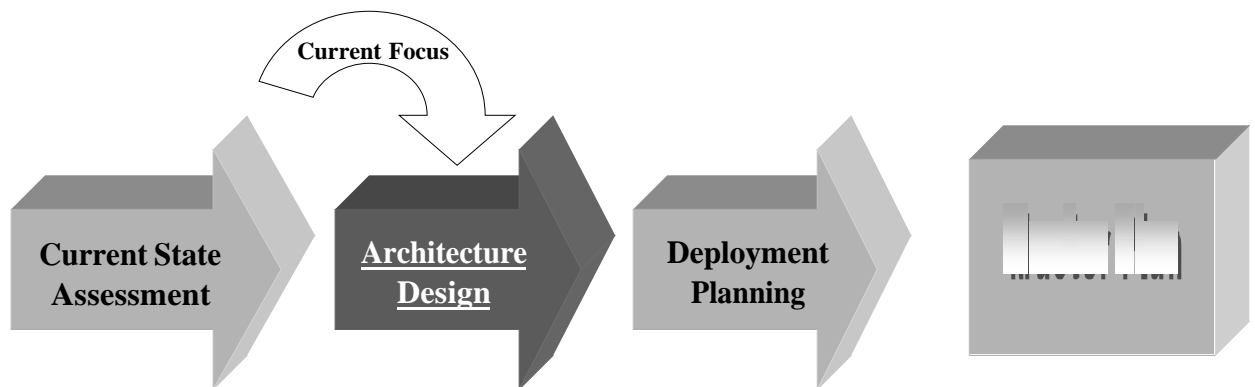 Current Focus
Current State
Assessment
Architecture
Design
Deployment
Planning